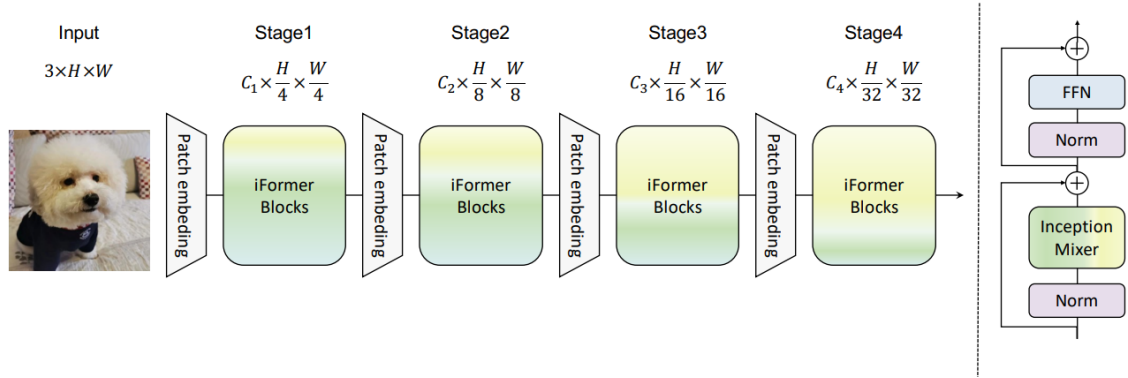 Input
3×H×W
Stage1
C₁×H/4×W/4
Stage2
C₂×H/8×W/8
Stage3
C₃×H/16×W/16
Stage4
C₄×H/32×W/32
Patch embeding
iFormer
Blocks
Patch embeding
iFormer
Blocks
Patch embeding
iFormer
Blocks
Patch embeding
iFormer
Blocks
FFN
Norm
Inception
Mixer
Norm